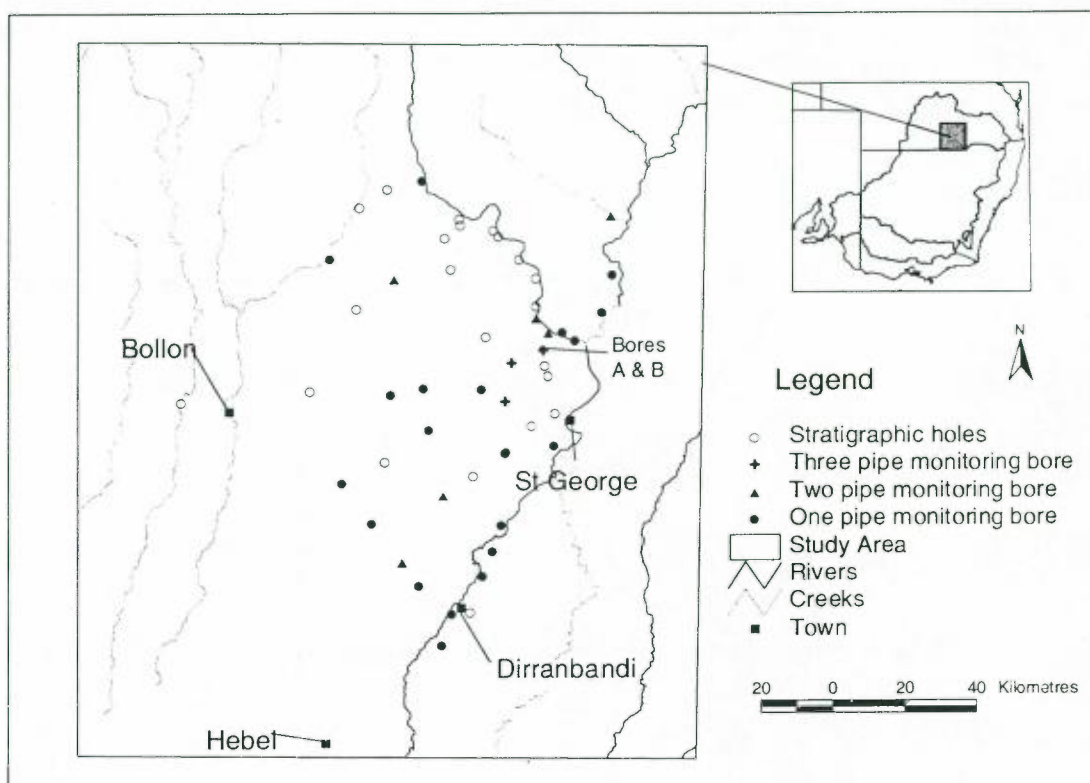 Bollon
Bores
A & B
St George
Dirranbandi
Hebel
N
Legend
Stratigraphic holes
Three pipe monitoring bore
Two pipe monitoring bore
One pipe monitoring bore
Study Area
Rivers
Creeks
Town
20 0 20 40 Kilomatres